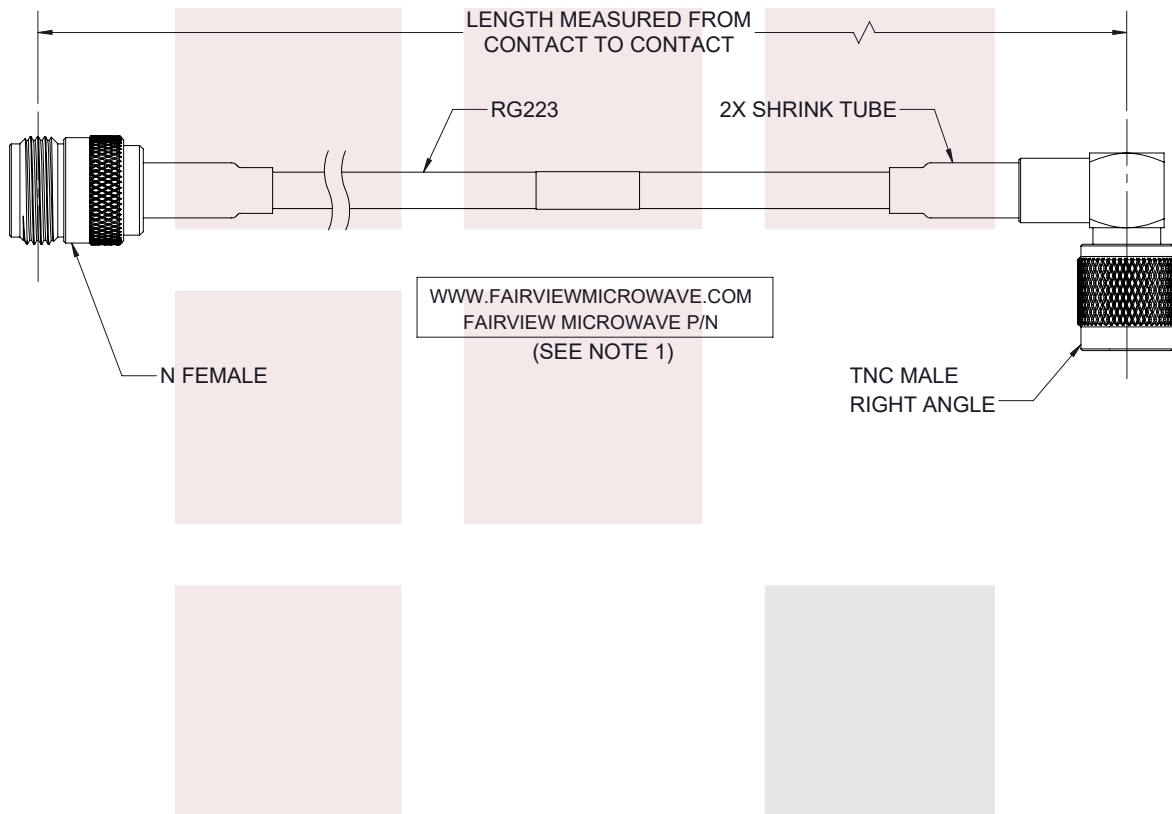 LENGTH MEASURED FROM
CONTACT TO CONTACT
RG223
2X SHRINK TUBE
WWW.FAIRVIEWMICROWAVE.COM
FAIRVIEW MICROWAVE P/N
(SEE NOTE 1)
N FEMALE
TNC MALE
RIGHT ANGLE